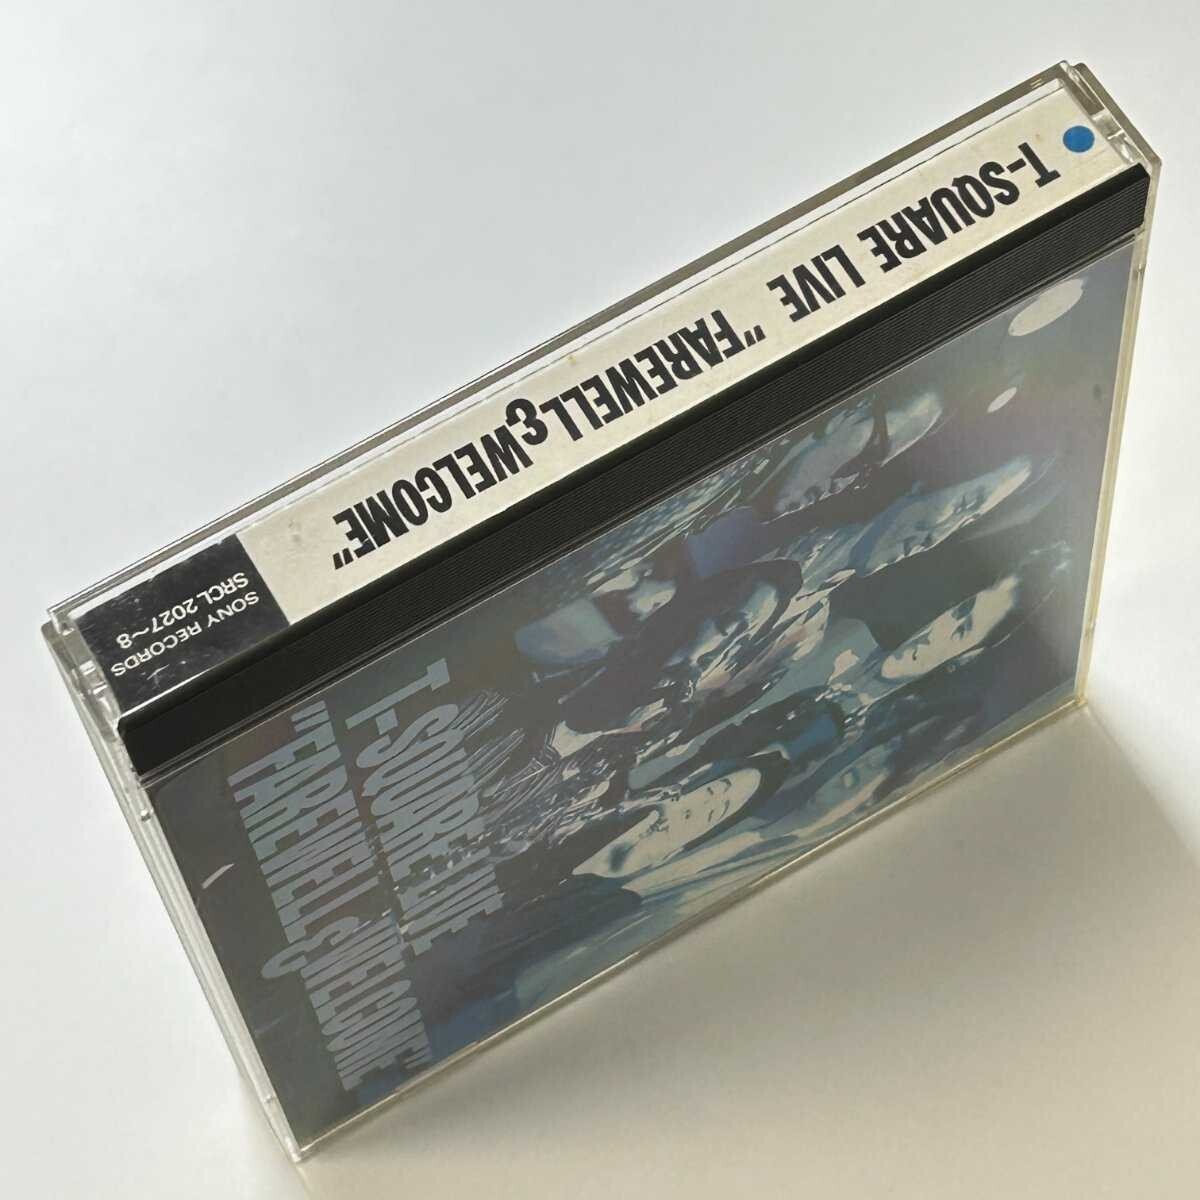 T-SQUARE LIVE "FAREWELL & WELCOME"
SONY RECORDS
SRCL 2027~8
T-SQUARE LIVE
"FAREWELL & WELCOME"